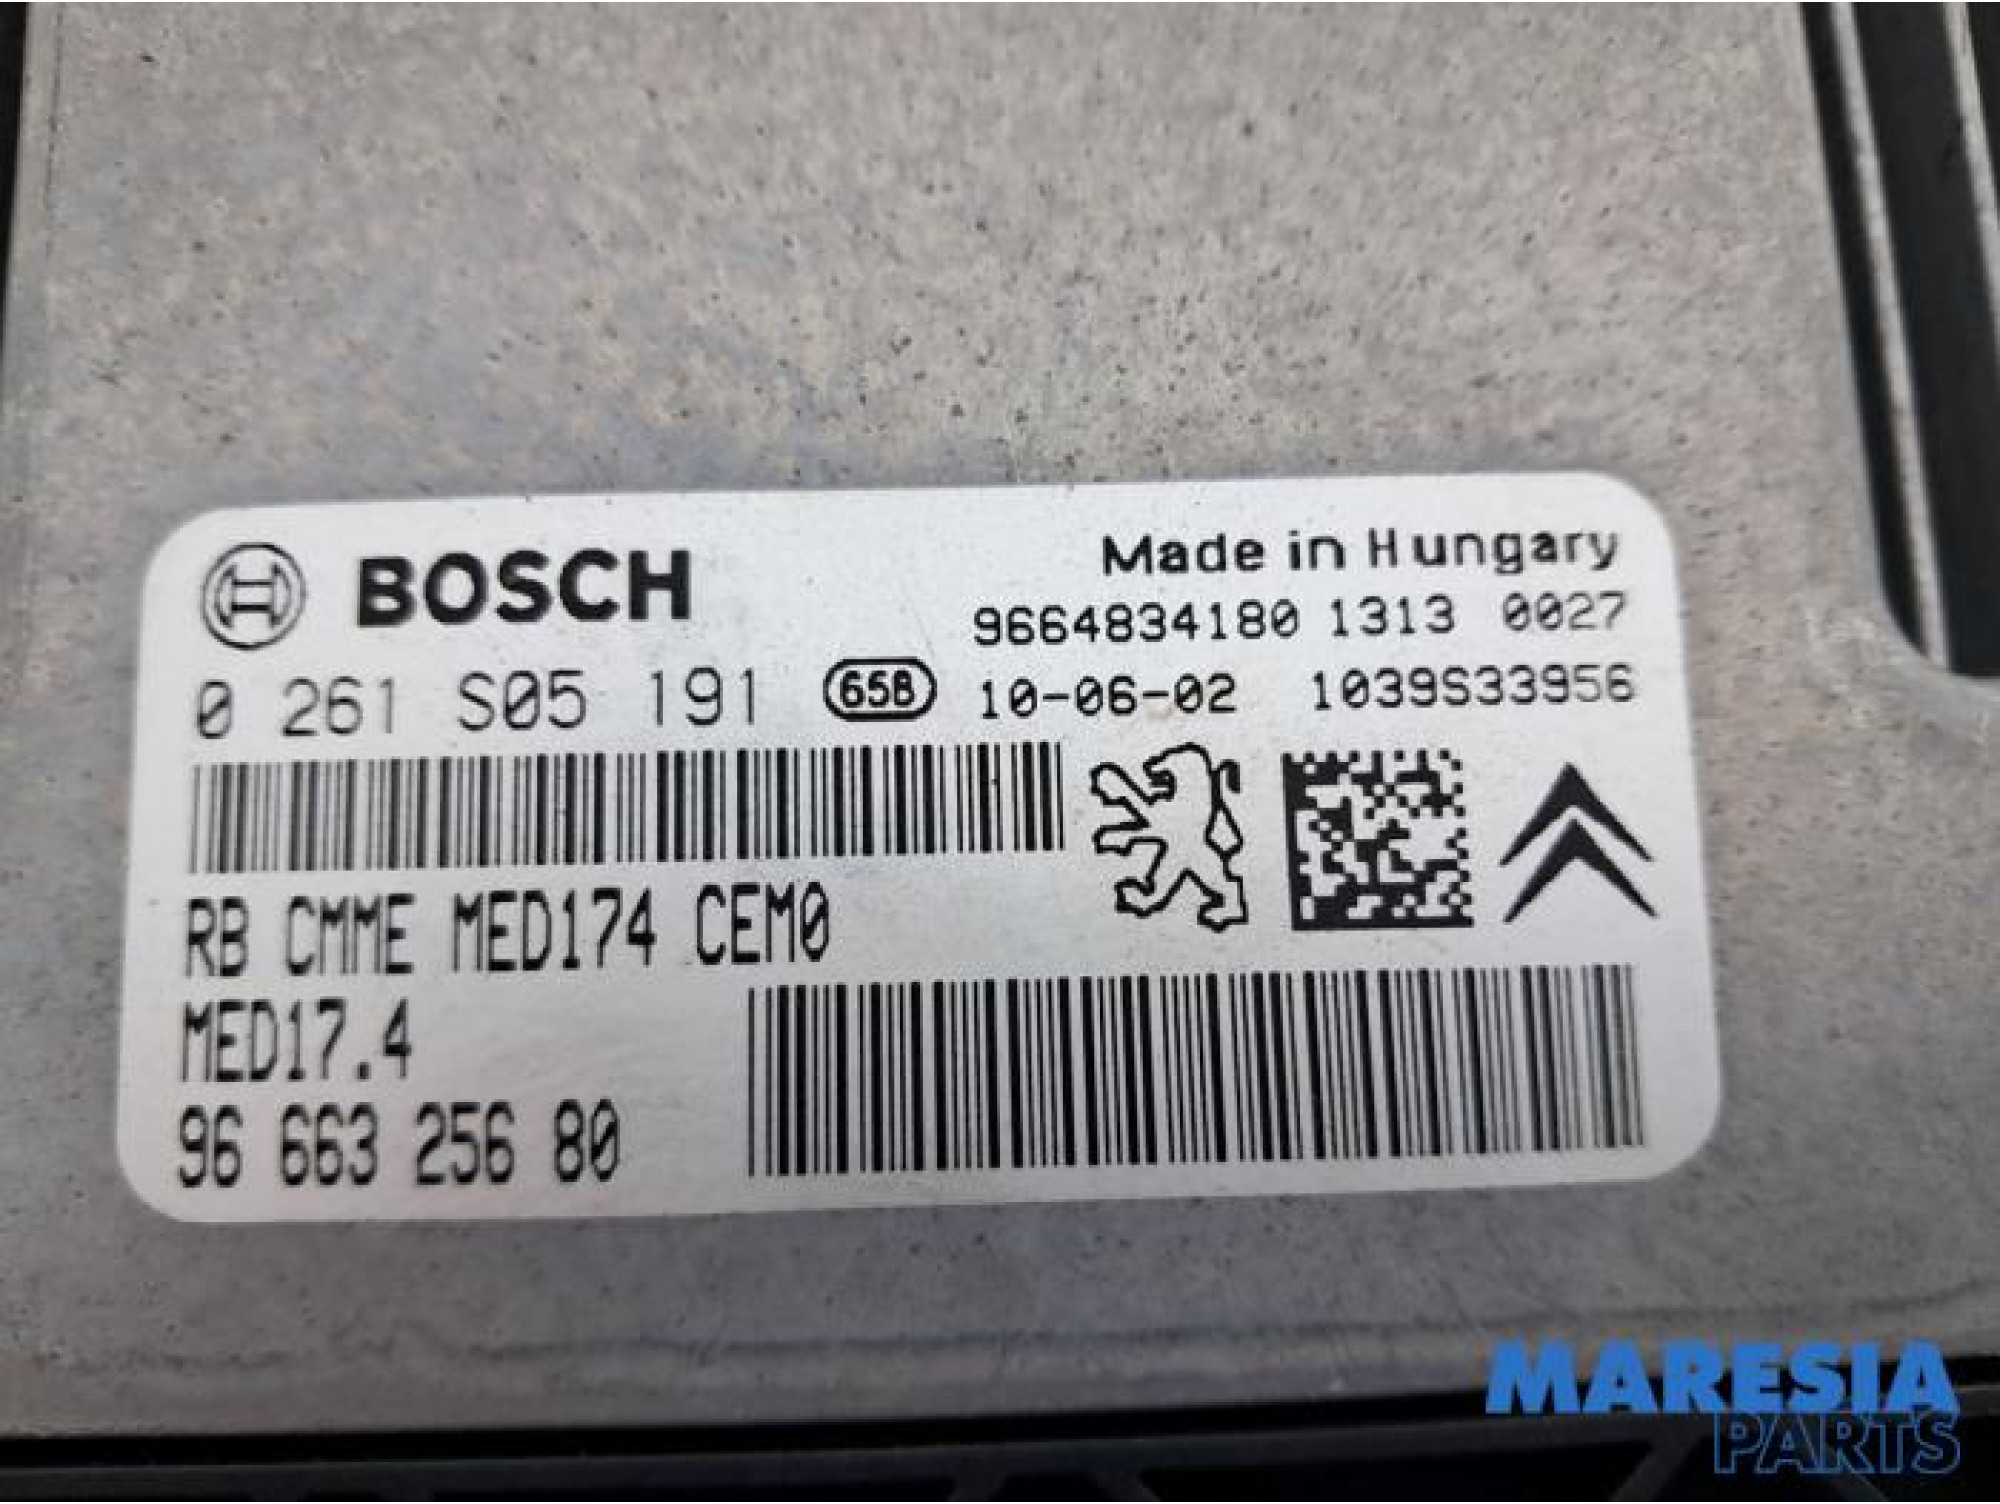 BOSCH
Made in Hungary
9664834180 1313 0027
0 261 S05 191 65B 10-06-02 1039S33956
RB CMME MED174 CEM0
MED17.4
96 663 256 80
MARESIA
PARTS